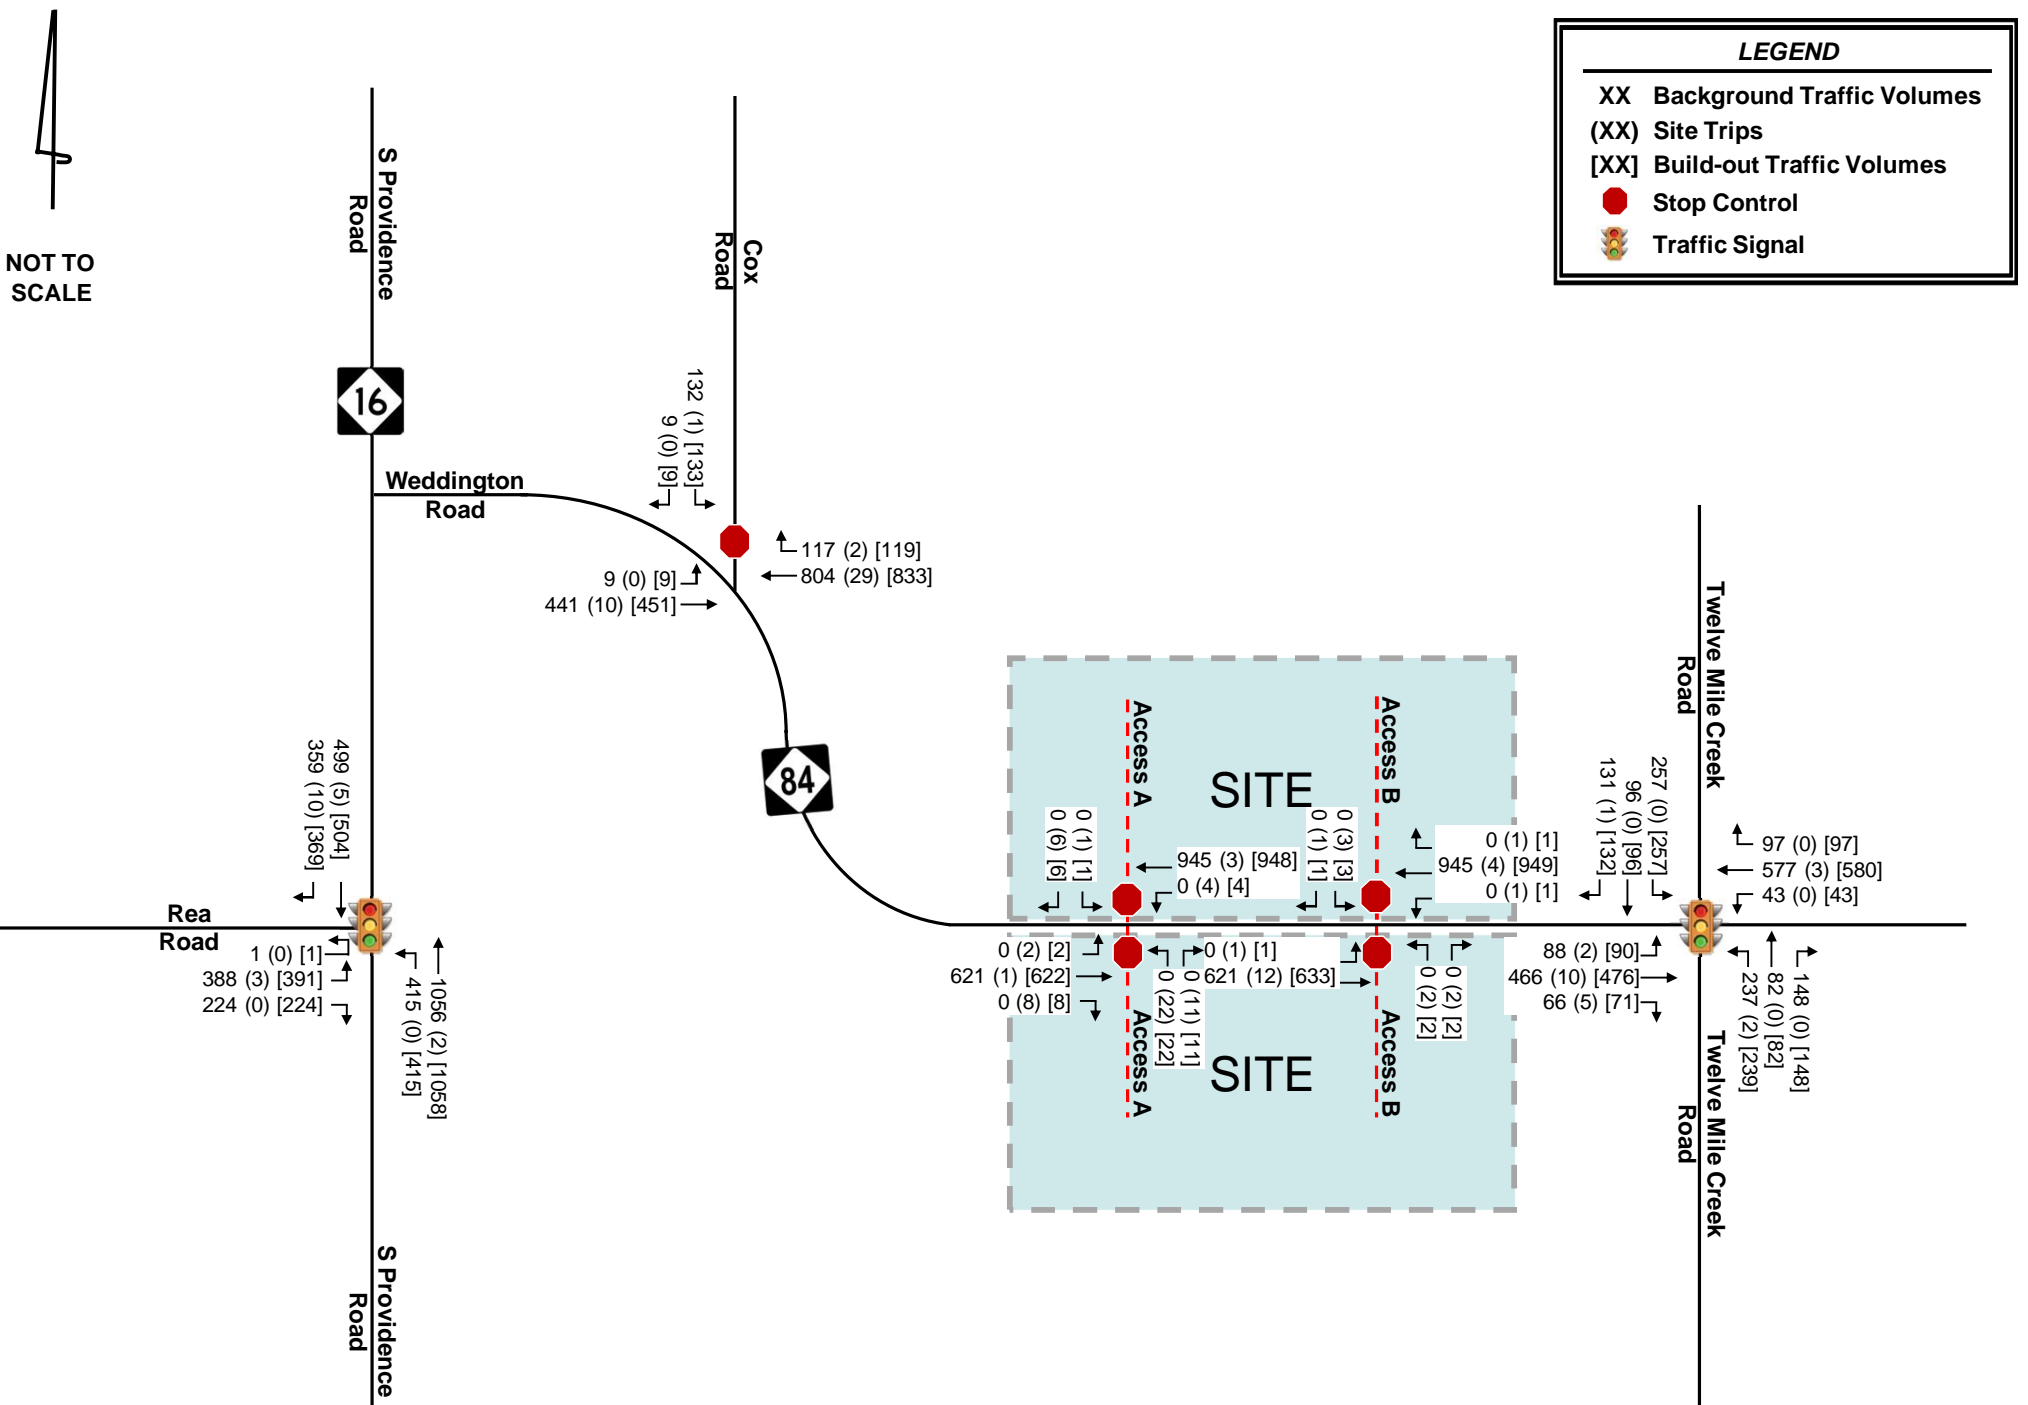 LEGEND
XX Background Traffic Volumes
(XX) Site Trips
[XX] Build-out Traffic Volumes
Stop Control
Traffic Signal
NOT TO
SCALE
S Providence
Road
Cox
Road
16
132 (1) [133]
9 (0) [9]
Weddington
Road
117 (2) [119]
804 (29) [833]
9 (0) [9]
441 (10) [451]
84
499 (5) [504]
359 (10) [369]
Rea
Road
1 (0) [1]
388 (3) [391]
224 (0) [224]
1056 (2) [1058]
415 (0) [415]
S Providence
Road
Access A
SITE
Access B
0 (1) [1]
0 (6) [6]
945 (3) [948]
0 (4) [4]
0 (3) [3]
0 (1) [1]
0 (1) [1]
945 (4) [949]
0 (1) [1]
0 (2) [2]
621 (1) [622]
0 (8) [8]
0 (11) [11]
0 (22) [22]
0 (1) [1]
621 (12) [633]
0 (2) [2]
0 (2) [2]
Access A
SITE
Access B
Twelve Mile Creek
Road
257 (0) [257]
96 (0) [96]
131 (1) [132]
97 (0) [97]
577 (3) [580]
43 (0) [43]
88 (2) [90]
466 (10) [476]
66 (5) [71]
148 (0) [148]
82 (0) [82]
237 (2) [239]
Twelve Mile Creek
Road